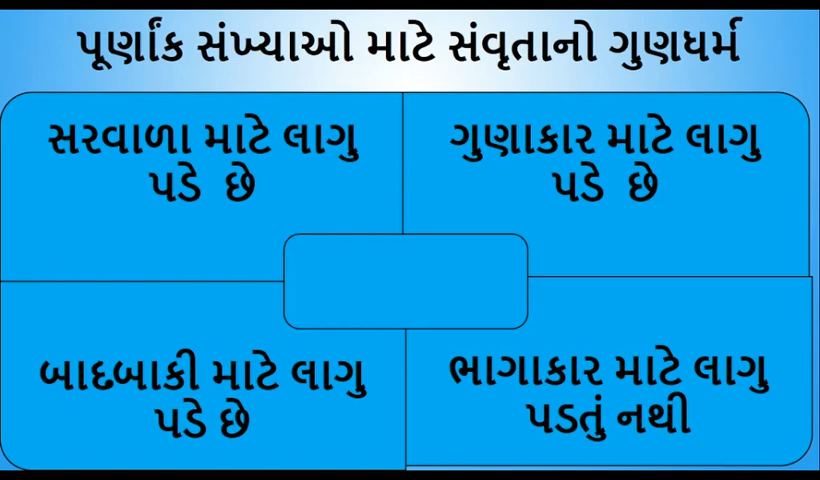 પૂર્ણાંક સંખ્યાઓ માટે સંવૃતાનો ગુણધર્મ
સરવાળા માટે લાગુ
પડે છે
ગુણાકાર માટે લાગુ
પડે છે
બાદબાકી માટે લાગુ
પડે છે
ભાગાકાર માટે લાગુ
પડતું નથી